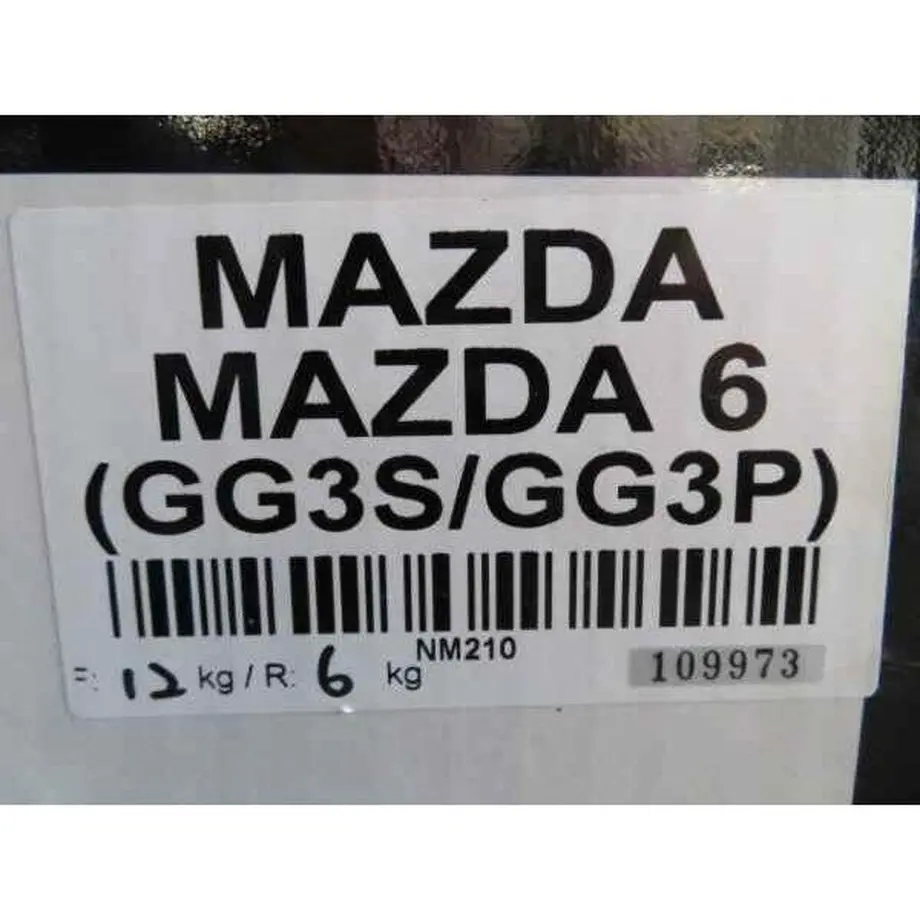 MAZDA
MAZDA 6
(GG3S/GG3P)
NM210
=: 12 kg / R: 6 kg
109973